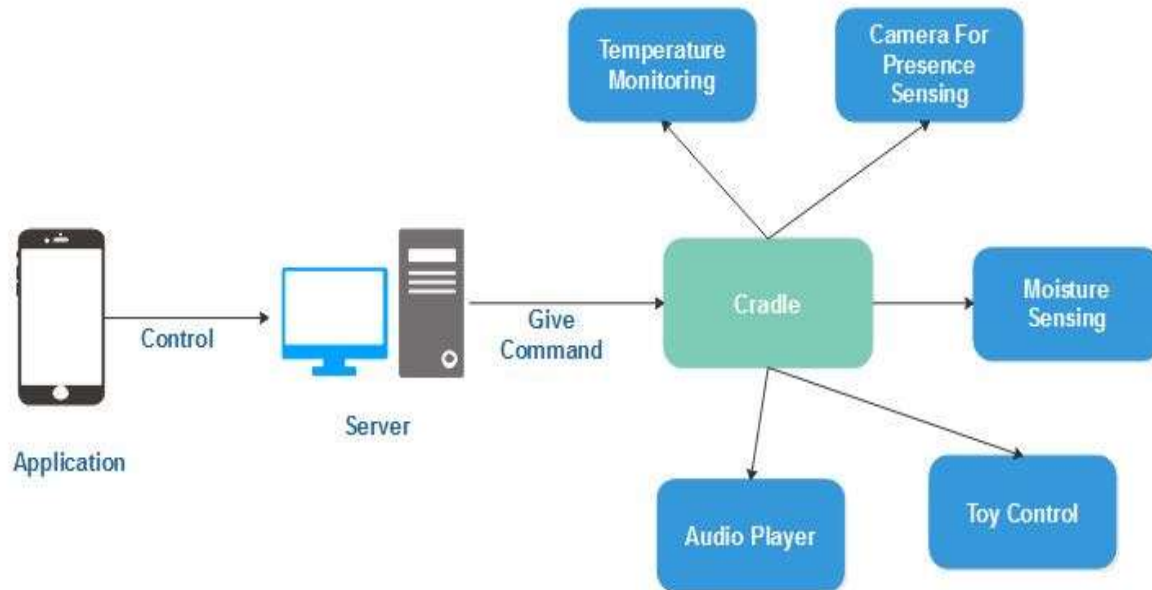 Temperature
Monitoring
Camera For
Presence
Sensing
Control
Give
Command
Cradle
Moisture
Sensing
Server
Application
Audio Player
Toy Control